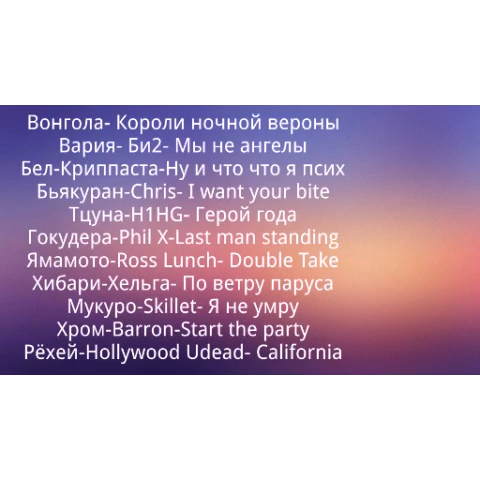 Вонгола- Короли ночной вероны
Вария- Би2- Мы не ангелы
Бел-Криппаста-Ну и что что я псих
Бьякуран-Chris- I want your bite
Тцуна-H1HG- Герой года
Гокудера-Phil X-Last man standing
Ямамото-Ross Lunch- Double Take
Хибари-Хельга- По ветру паруса
Мукуро-Skillet- Я не умру
Хром-Barron-Start the party
Рёхей-Hollywood Udead- California